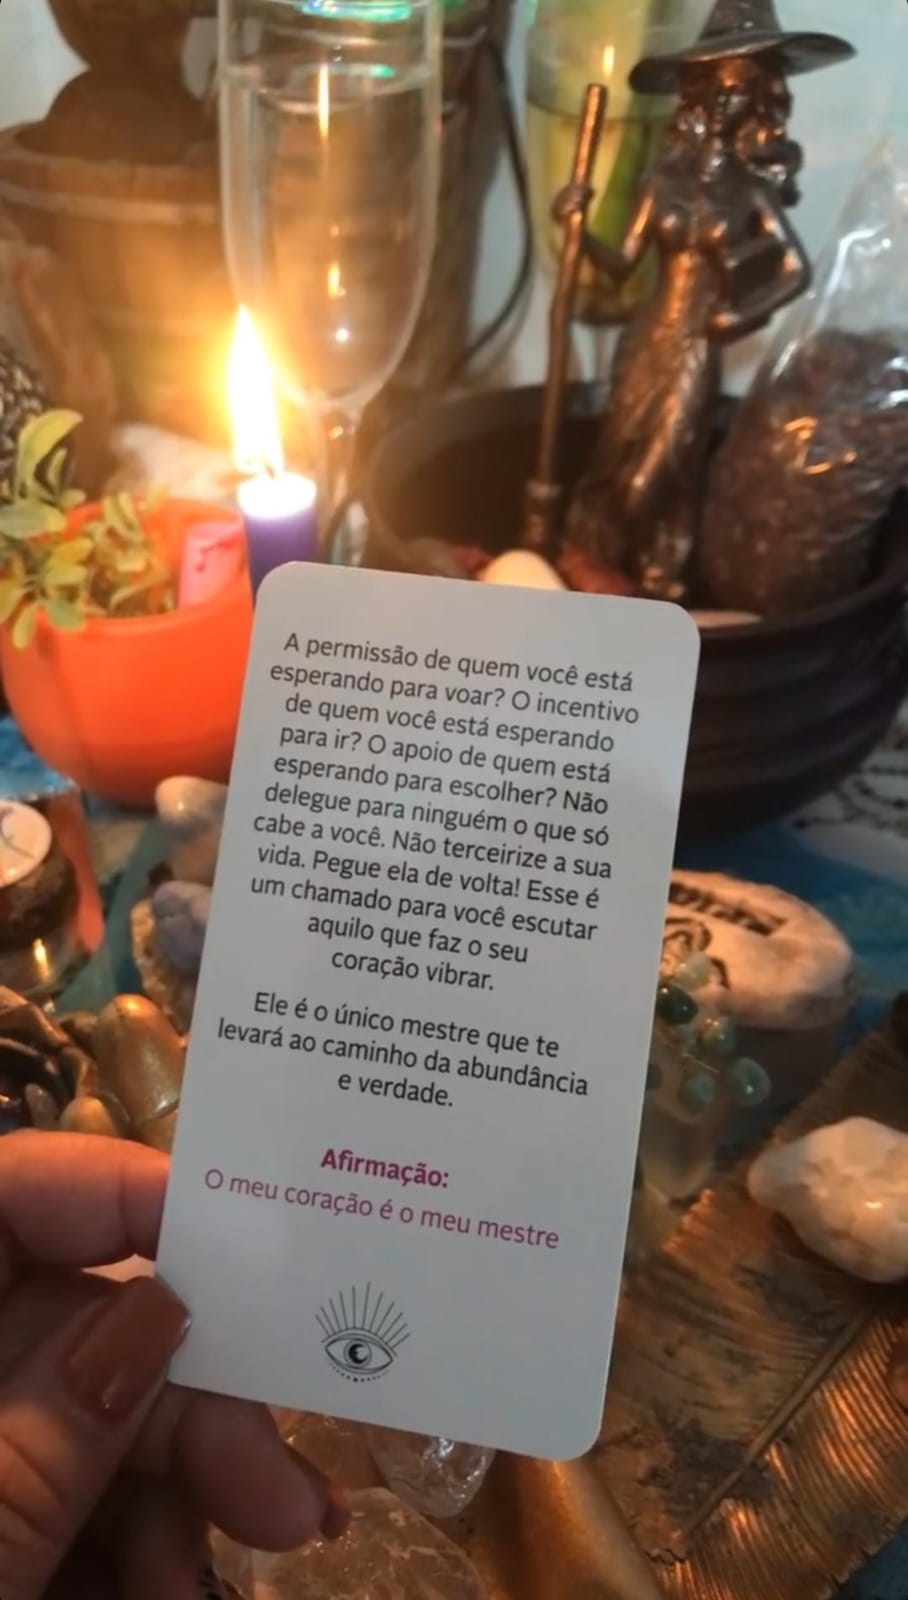 A permissão de quem você está
esperando para voar? O incentivo
de quem você está esperando
para ir? O apoio de quem está
esperando para escolher? Não
delegue para ninguém o que só
cabe a você. Não terceirize a sua
vida. Pegue ela de volta! Esse é
um chamado para você escutar
aquilo que faz o seu
coração vibrar.
Ele é o único mestre que te
levará ao caminho da abundância
e verdade.
Afirmação:
O meu coração é o meu mestre